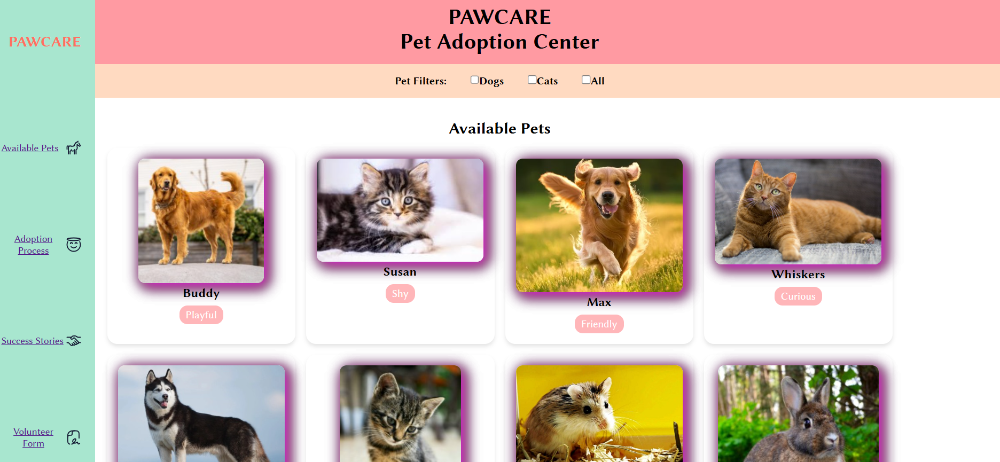 PAWCARE
Pet Adoption Center
PAWCARE
Pet Filters: Dogs Cats All
Available Pets
Available Pets
Adoption
Process
Success Stories
Volunteer
Form
Buddy
Playful
Susan
Shy
Max
Friendly
Whiskers
Curious